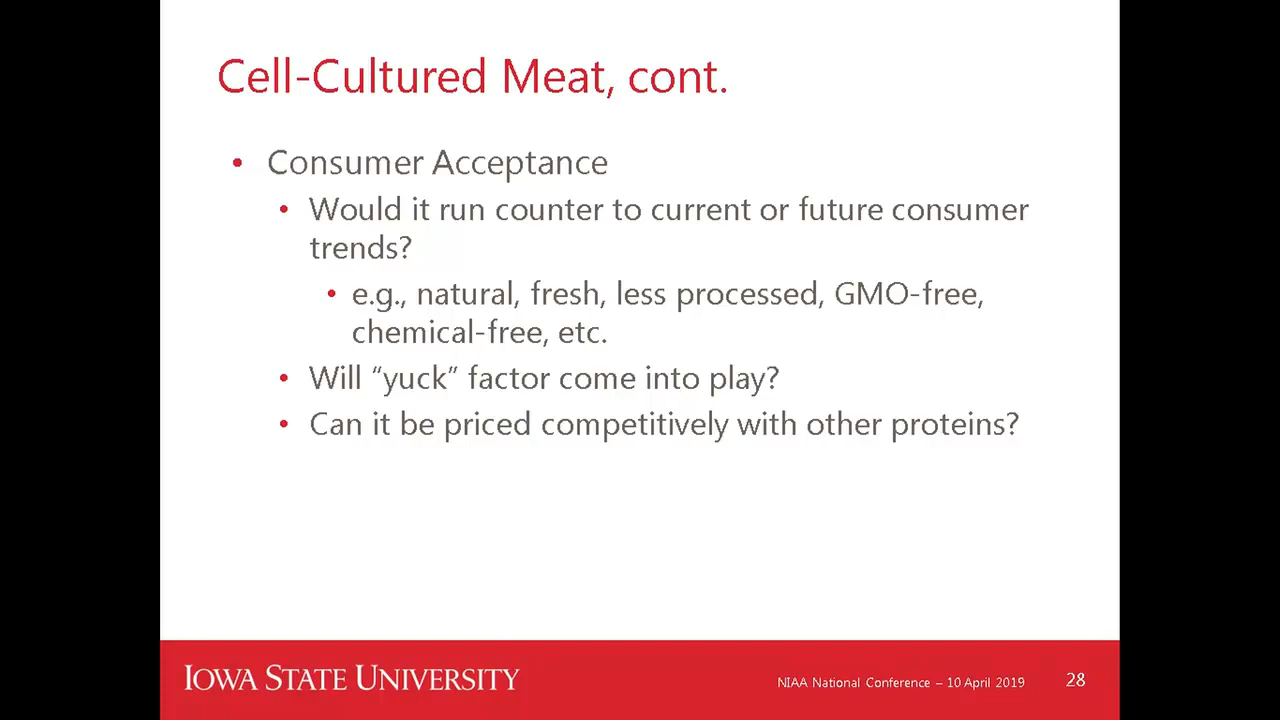 Cell-Cultured Meat, cont.
• Consumer Acceptance
• Would it run counter to current or future consumer
trends?
• e.g., natural, fresh, less processed, GMO-free,
chemical-free, etc.
• Will “yuck” factor come into play?
• Can it be priced competitively with other proteins?
IOWA STATE UNIVERSITY
NIAA National Conference – 10 April 2019
28